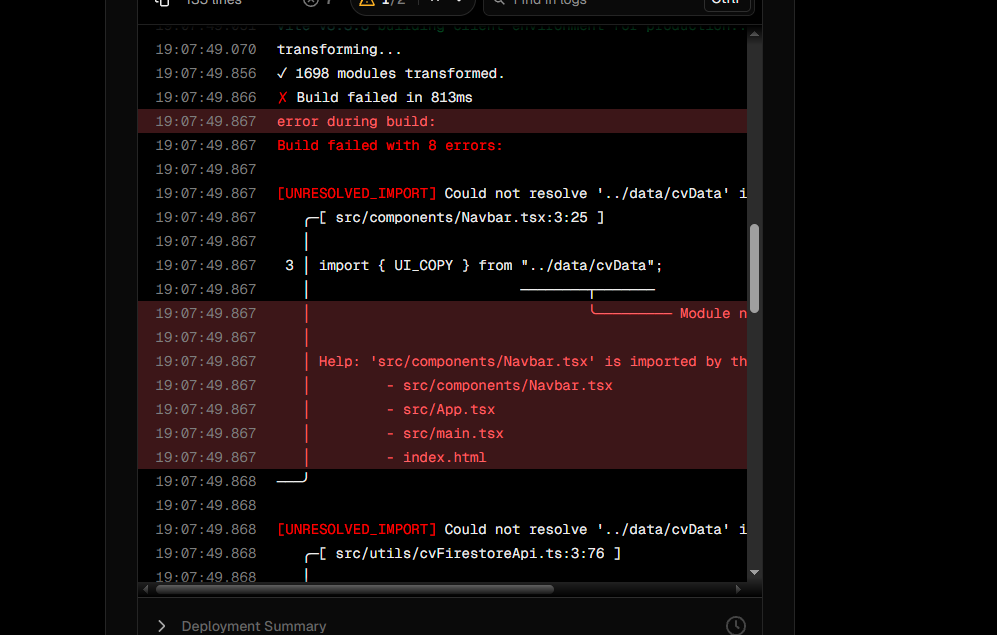 135 lines 1/2 Find in logs Ctrl F
19:07:49.070 transforming...
19:07:49.856 ✓ 1698 modules transformed.
19:07:49.866 ✗ Build failed in 813ms
19:07:49.867 error during build:
19:07:49.867 Build failed with 8 errors:
19:07:49.867
19:07:49.867 [UNRESOLVED_IMPORT] Could not resolve '../data/cvData' i
19:07:49.867 ╭─[ src/components/Navbar.tsx:3:25 ]
19:07:49.867 │
19:07:49.867 3 │ import { UI_COPY } from "../data/cvData";
19:07:49.867 │ ───────┬───────
19:07:49.867 │ ╰───────── Module n
19:07:49.867 │
19:07:49.867 │ Help: 'src/components/Navbar.tsx' is imported by th
19:07:49.867 │ - src/components/Navbar.tsx
19:07:49.867 │ - src/App.tsx
19:07:49.867 │ - src/main.tsx
19:07:49.867 │ - index.html
19:07:49.868 ───╯
19:07:49.868
19:07:49.868 [UNRESOLVED_IMPORT] Could not resolve '../data/cvData' i
19:07:49.868 ╭─[ src/utils/cvFirestoreApi.ts:3:76 ]
19:07:49.868 │
Deployment Summary